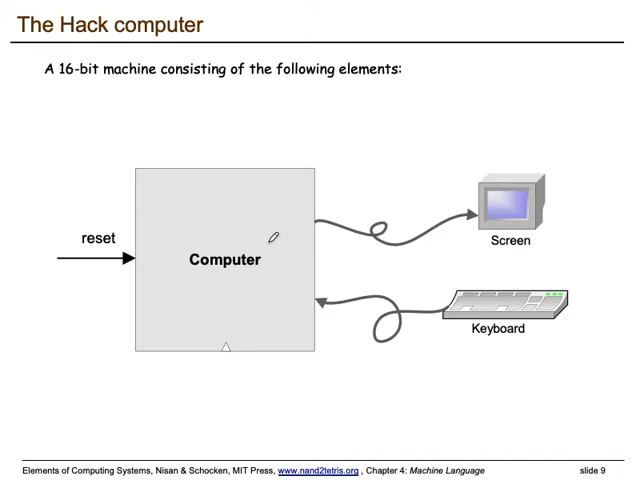 The Hack computer
A 16-bit machine consisting of the following elements:
reset
Computer
Screen
Keyboard
Elements of Computing Systems, Nisan & Schocken, MIT Press, www.nand2tetris.org , Chapter 4: Machine Language
slide 9